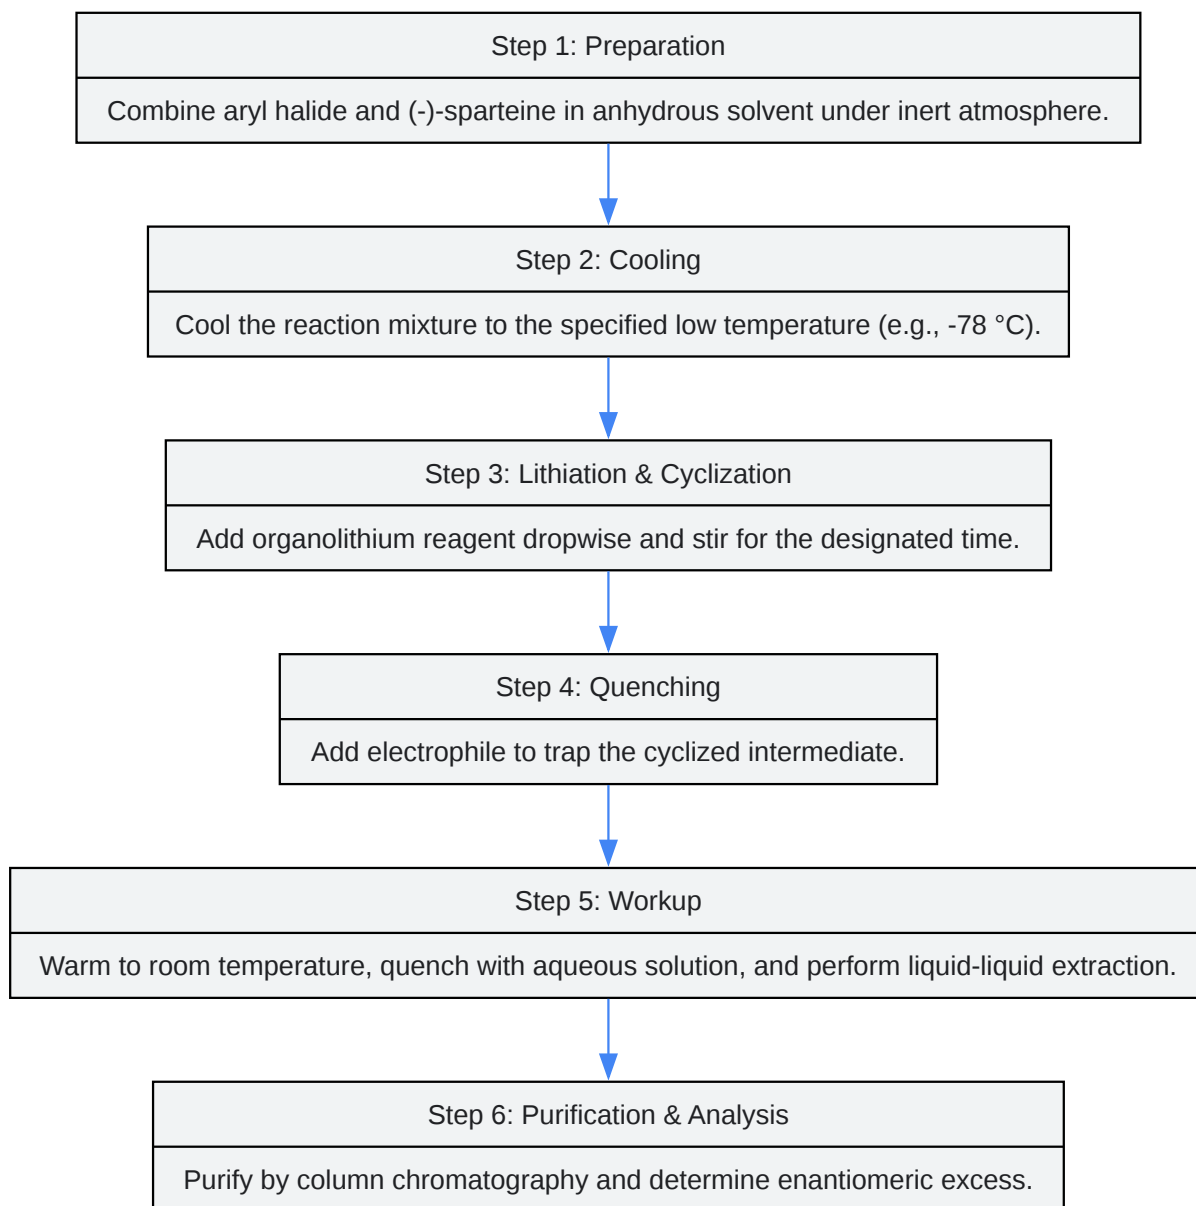 Step 1: Preparation
Combine aryl halide and (-)-sparteine in anhydrous solvent under inert atmosphere.
Step 2: Cooling
Cool the reaction mixture to the specified low temperature (e.g., -78 °C).
Step 3: Lithiation & Cyclization
Add organolithium reagent dropwise and stir for the designated time.
Step 4: Quenching
Add electrophile to trap the cyclized intermediate.
Step 5: Workup
Warm to room temperature, quench with aqueous solution, and perform liquid-liquid extraction.
Step 6: Purification & Analysis
Purify by column chromatography and determine enantiomeric excess.